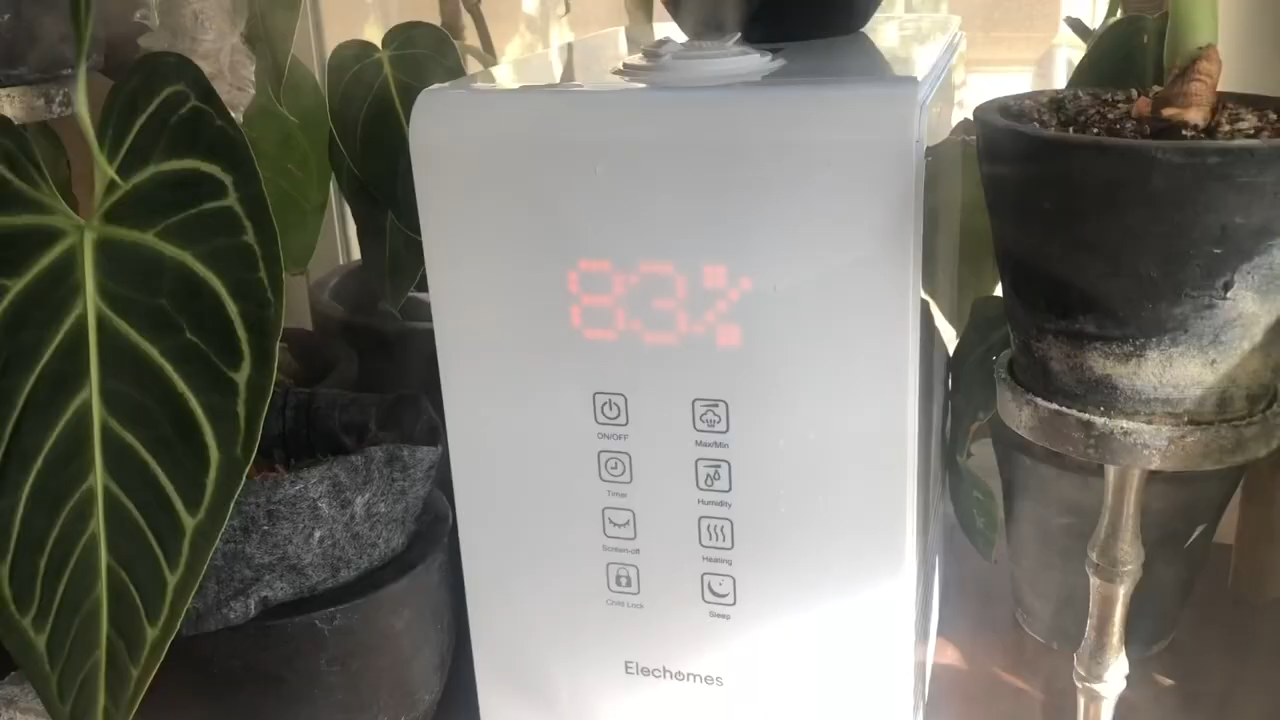 83%
ON/OFF
Max/Min
Timer
Humidity
Screen-off
Heating
Child Lock
Sleep
Elechomes